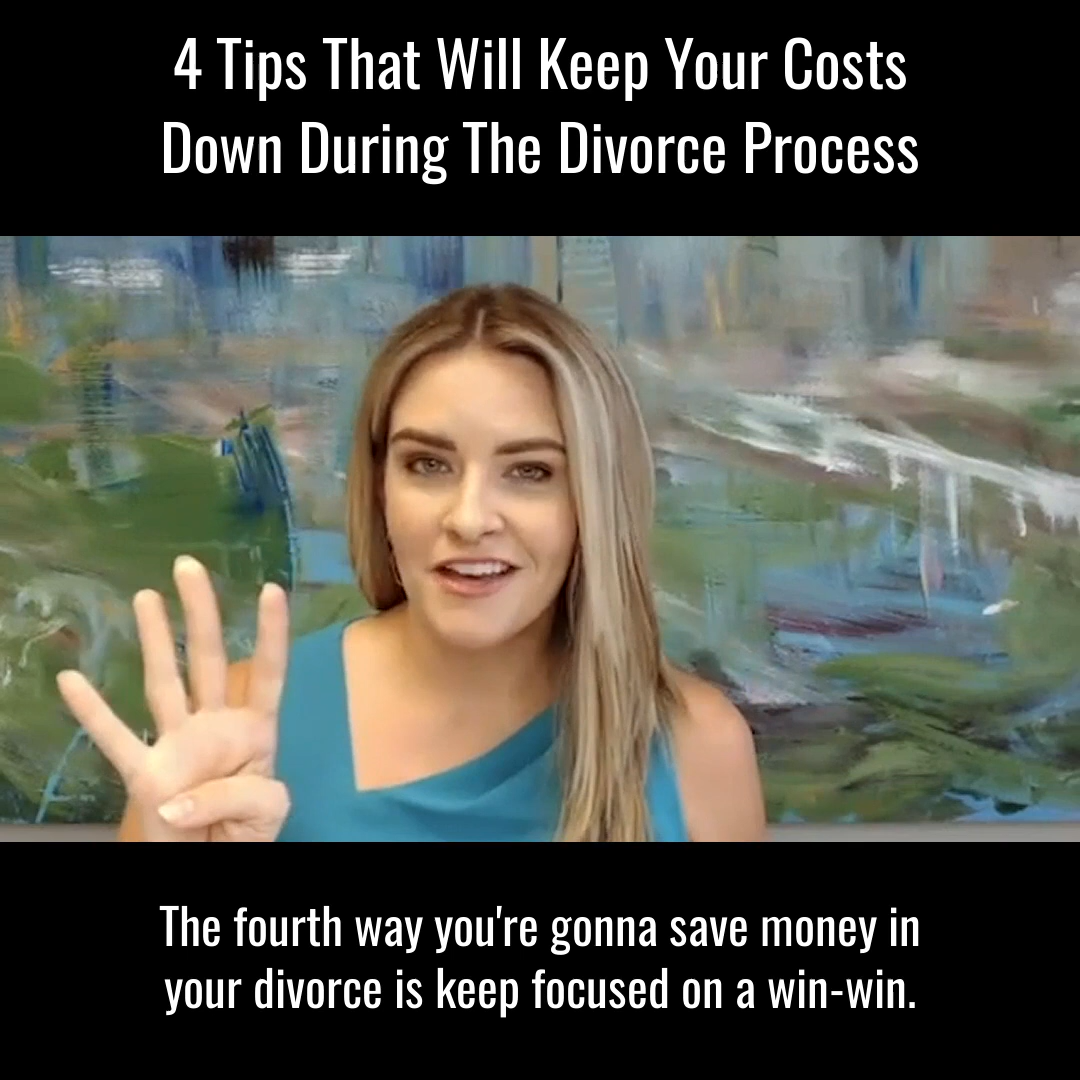 4 Tips That Will Keep Your Costs
Down During The Divorce Process
The fourth way you're gonna save money in
your divorce is keep focused on a win-win.